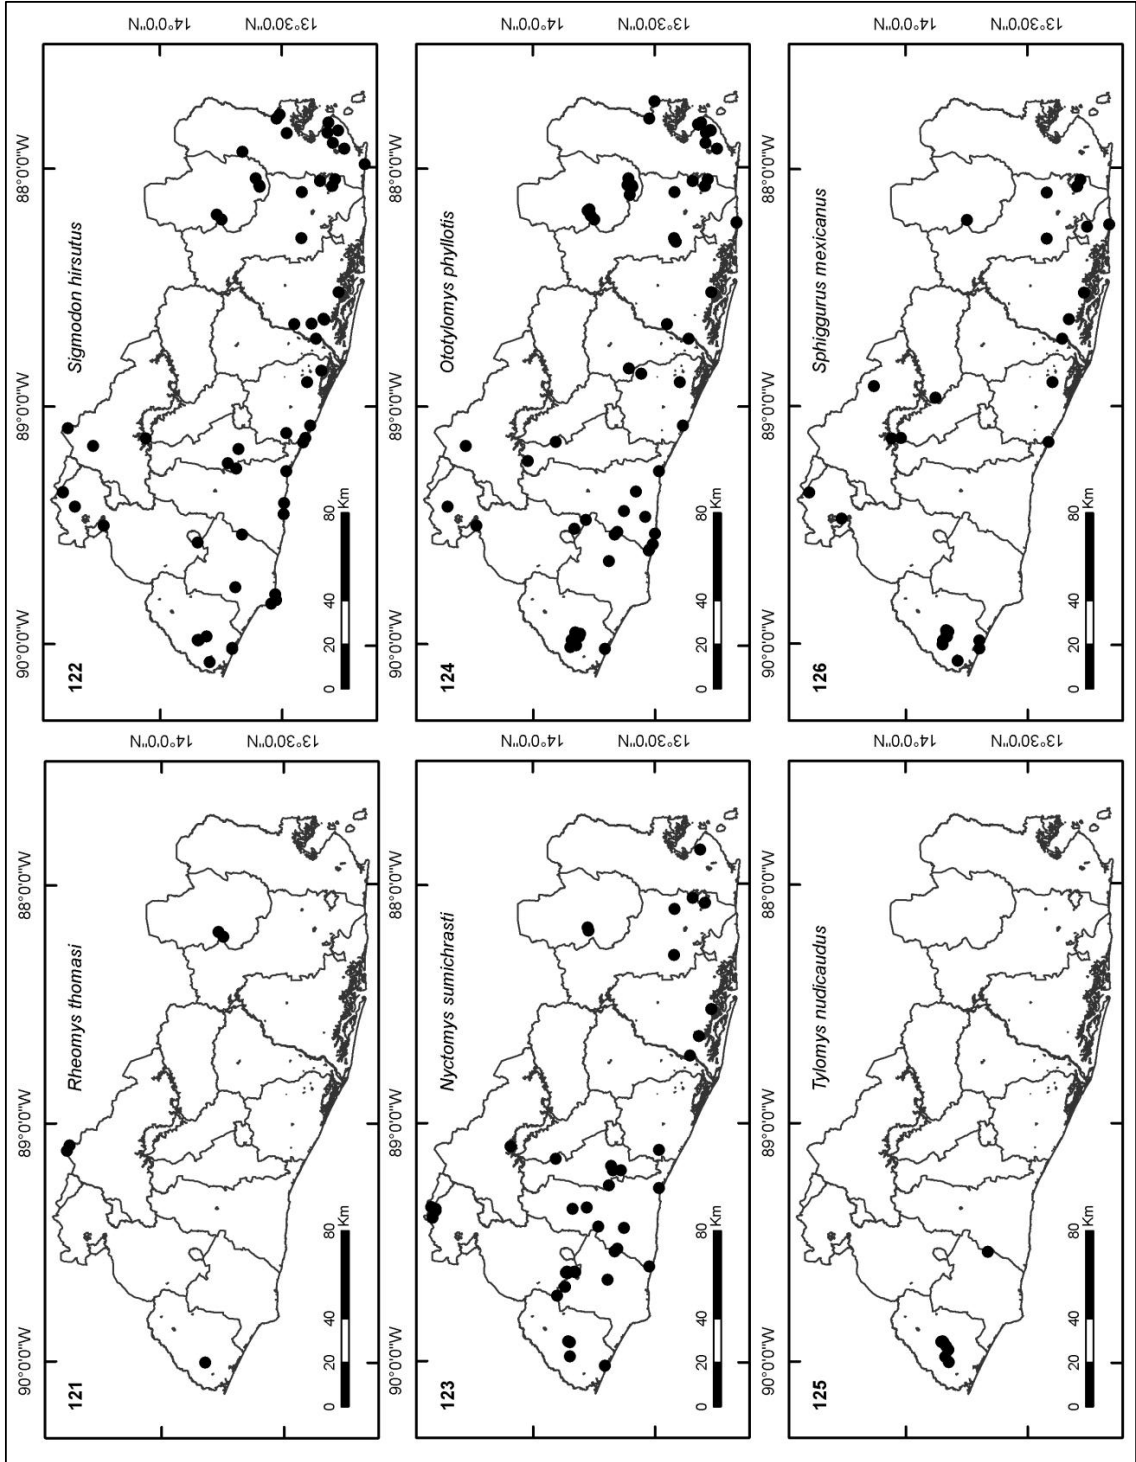 90°0'0"W 89°0'0"W 88°0'0"W
90°0'0"W 89°0'0"W 88°0'0"W
121
Rheomys thomasi
14°0'0"N
13°30'0"N
0 20 40 80 Km
122
Sigmodon hirsutus
14°0'0"N
13°30'0"N
0 20 40 80 Km
90°0'0"W 89°0'0"W 88°0'0"W
90°0'0"W 89°0'0"W 88°0'0"W
123
Nyctomys sumichrasti
14°0'0"N
13°30'0"N
0 20 40 80 Km
124
Ototylomys phyllotis
14°0'0"N
13°30'0"N
0 20 40 80 Km
90°0'0"W 89°0'0"W 88°0'0"W
90°0'0"W 89°0'0"W 88°0'0"W
125
Tylomys nudicaudus
14°0'0"N
13°30'0"N
0 20 40 80 Km
126
Sphiggurus mexicanus
14°0'0"N
13°30'0"N
0 20 40 80 Km